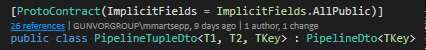 [ProtoContract(ImplicitFields = ImplicitFields.AllPublic)]
26 references | GUNVORGROUP\mmartsepp, 9 days ago | 1 author, 1 change
public class PipelineTupleDto<T1, T2, TKey> : PipelineDto<TKey>